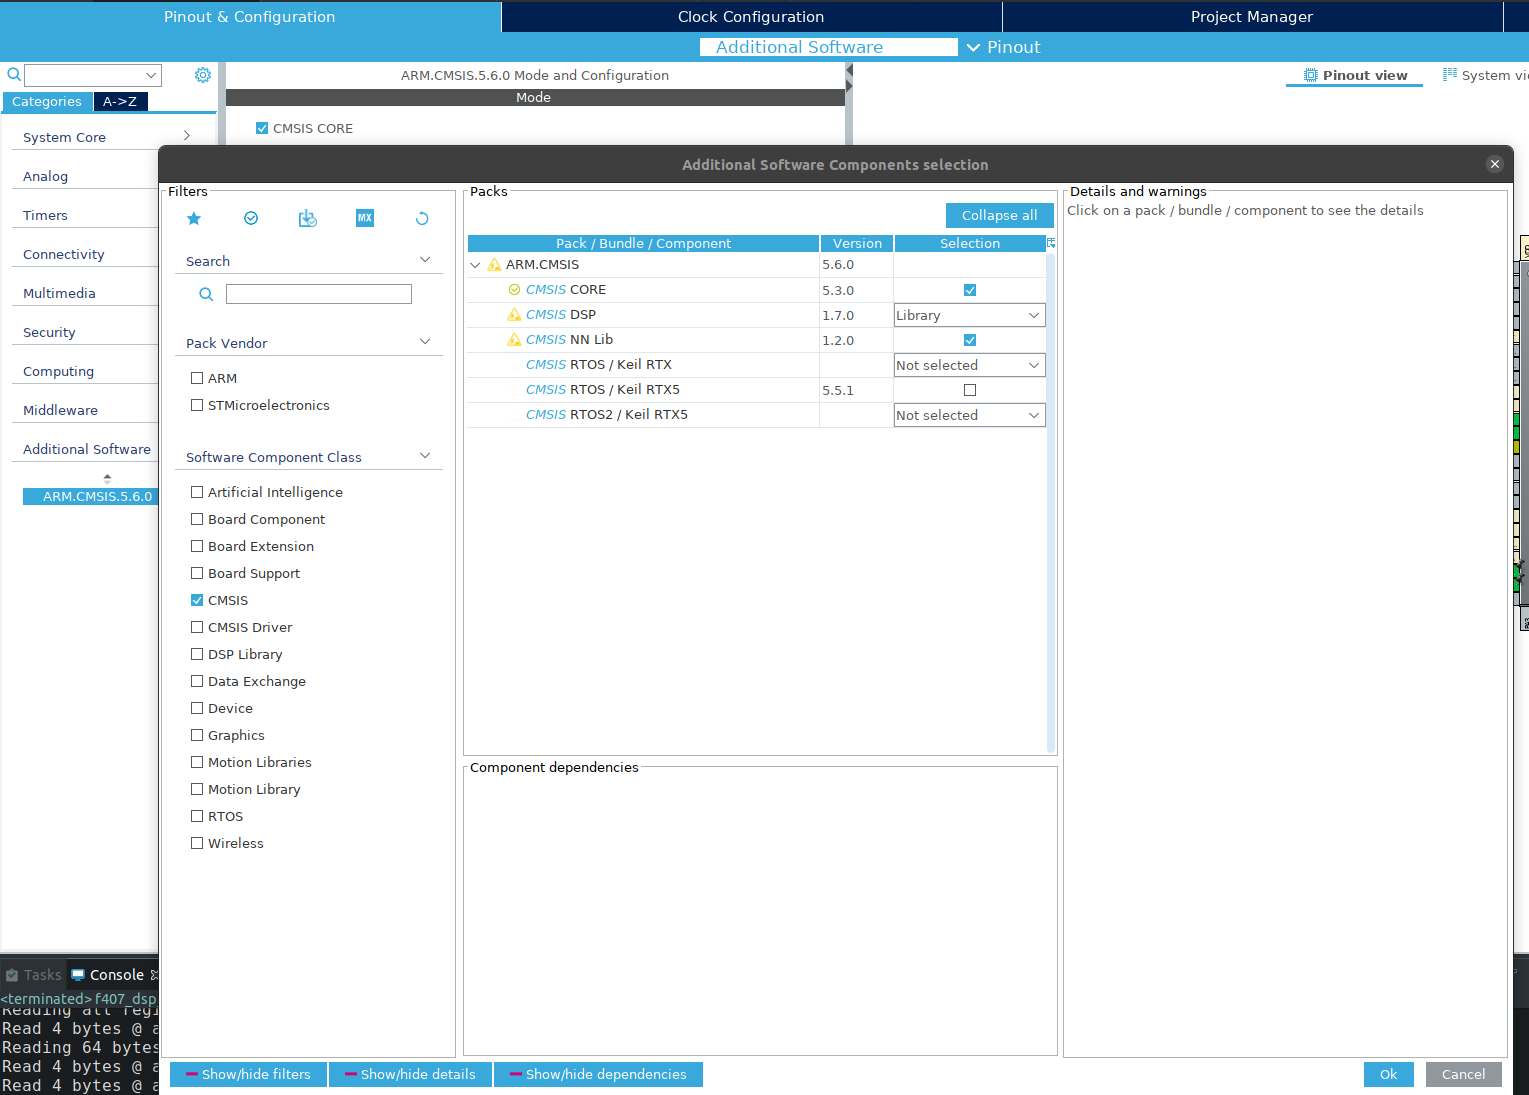 Pinout & Configuration
Clock Configuration
Project Manager
Additional Software
Pinout
ARM.CMSIS.5.6.0 Mode and Configuration
Pinout view
System vi
Categories
A->Z
Mode
CMSIS CORE
System Core
Analog
Timers
Connectivity
Multimedia
Security
Computing
Middleware
Additional Software
ARM.CMSIS.5.6.0
Additional Software Components selection
Filters
MX
Search
Pack Vendor
ARM
STMicroelectronics
Software Component Class
Artificial Intelligence
Board Component
Board Extension
Board Support
CMSIS
CMSIS Driver
DSP Library
Data Exchange
Device
Graphics
Motion Libraries
Motion Library
RTOS
Wireless
Packs
Collapse all
Pack / Bundle / Component Version Selection
ARM.CMSIS 5.6.0
CMSIS CORE 5.3.0
CMSIS DSP 1.7.0 Library
CMSIS NN Lib 1.2.0
CMSIS RTOS / Keil RTX Not selected
CMSIS RTOS / Keil RTX5 5.5.1
CMSIS RTOS2 / Keil RTX5 Not selected
Component dependencies
Details and warnings
Click on a pack / bundle / component to see the details
Show/hide filters
Show/hide details
Show/hide dependencies
Ok
Cancel
Tasks
Console
<terminated> f407_dsp
Reading all regi
Read 4 bytes @ a
Reading 64 bytes
Read 4 bytes @ a
Read 4 bytes @ a